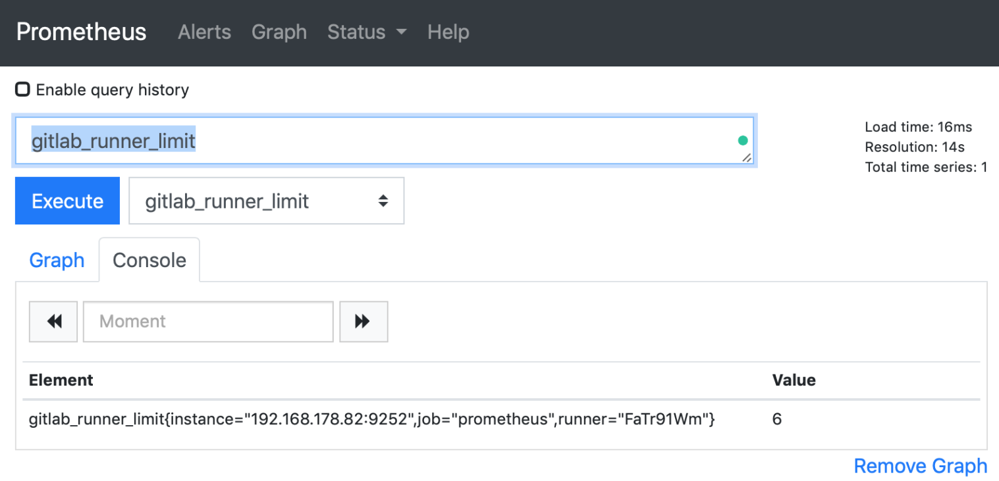 Prometheus Alerts Graph Status Help
Enable query history
gitlab_runner_limit
Load time: 16ms
Resolution: 14s
Total time series: 1
Execute gitlab_runner_limit
Graph Console
Moment
Element Value
gitlab_runner_limit{instance="192.168.178.82:9252",job="prometheus",runner="FaTr91Wm"} 6
Remove Graph